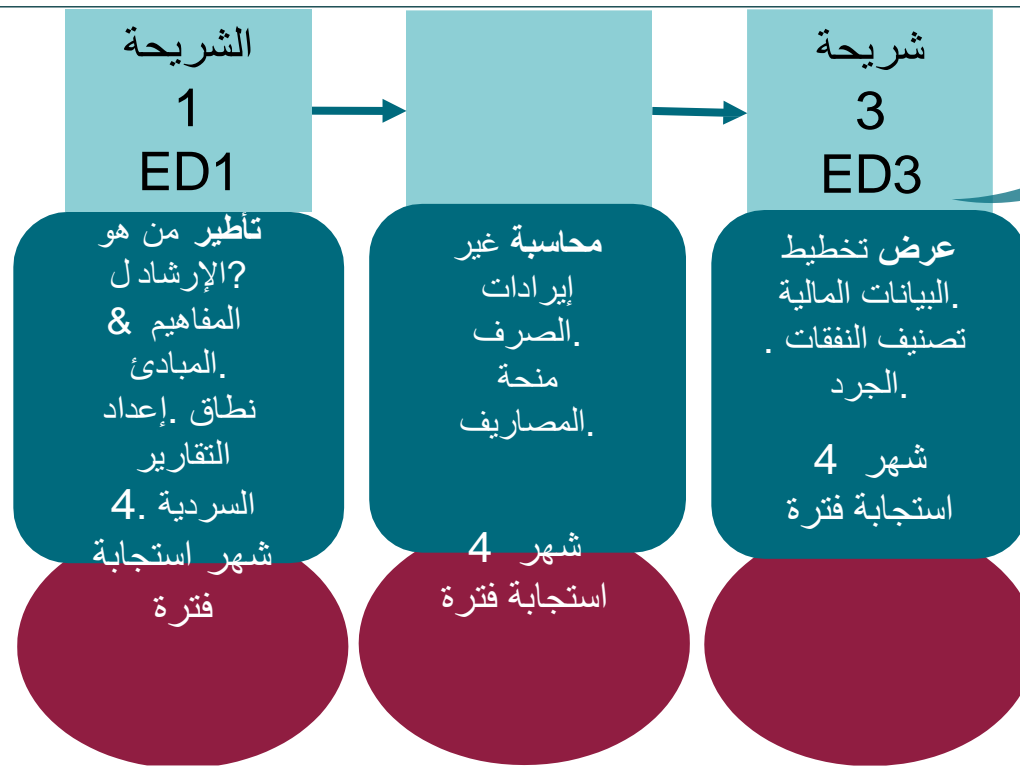 الشريحة
1
ED1
تأطير من هو
?الإرشاد ل
المفاهيم &
.المبادئ
نطاق .إعداد
التقارير
السردية .4
شهر استجابة
فترة
محاسبة غير
إيرادات
.الصرف
منحة
.المصاريف
شهر 4
استجابة فترة
شريحة
3
ED3
عرض تخطيط
.البيانات المالية
تصنيف النفقات .
.الجرد
شهر 4
استجابة فترة